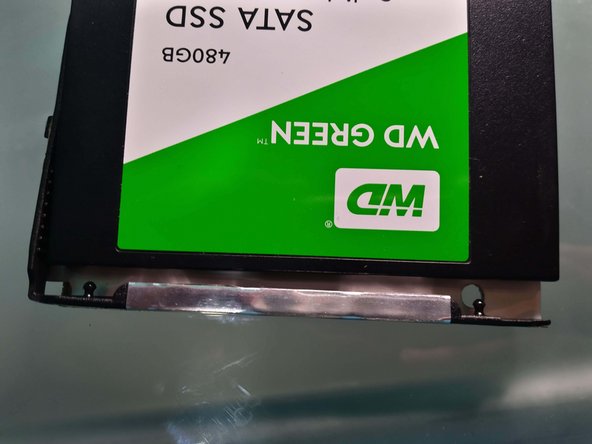 WD®
WD GREEN™
480GB
SATA SSD